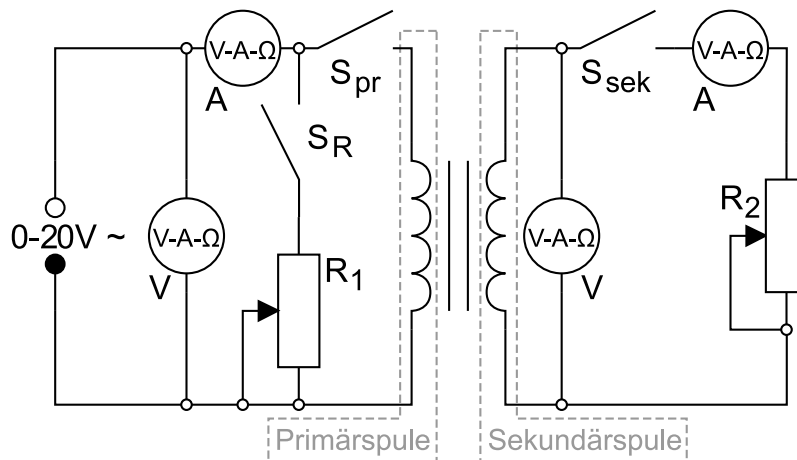 V-A-Ω
A
S_pr
S_R
0-20V ~
V-A-Ω
V
R_1
Primärspule
S_sek
V-A-Ω
A
V-A-Ω
V
R_2
Sekundärspule